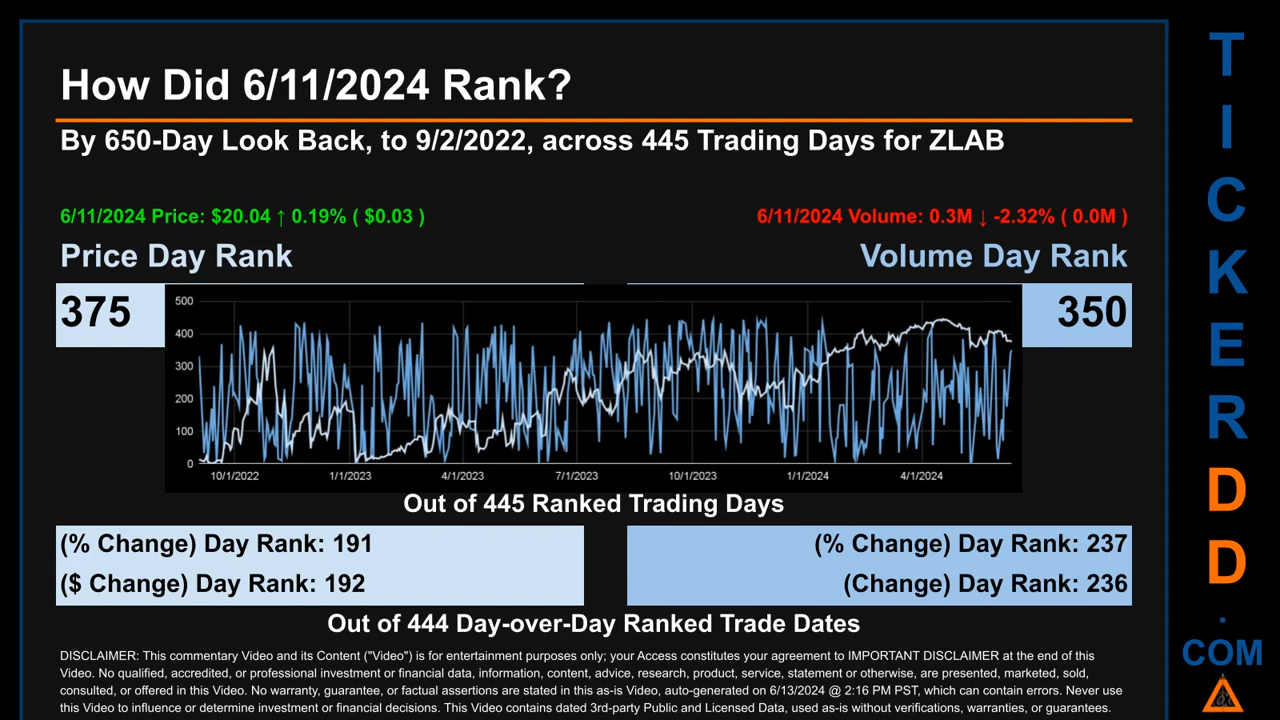 How Did 6/11/2024 Rank?
By 650-Day Look Back, to 9/2/2022, across 445 Trading Days for ZLAB
6/11/2024 Price: $20.04 ↑ 0.19% ( $0.03 )
6/11/2024 Volume: 0.3M ↓ -2.32% ( 0.0M )
Price Day Rank
Volume Day Rank
375
350
500
400
300
200
100
0
10/1/2022 1/1/2023 4/1/2023 7/1/2023 10/1/2023 1/1/2024 4/1/2024
Out of 445 Ranked Trading Days
(% Change) Day Rank: 191
($ Change) Day Rank: 192
(% Change) Day Rank: 237
(Change) Day Rank: 236
Out of 444 Day-over-Day Ranked Trade Dates
DISCLAIMER: This commentary Video and its Content ("Video") is for entertainment purposes only; your Access constitutes your agreement to IMPORTANT DISCLAIMER at the end of this
Video. No qualified, accredited, or professional investment or financial data, information, content, advice, research, product, service, statement or otherwise, are presented, marketed, sold,
consulted, or offered in this Video. No warranty, guarantee, or factual assertions are stated in this as-is Video, auto-generated on 6/13/2024 @ 2:16 PM PST, which can contain errors. Never use
this Video to influence or determine investment or financial decisions. This Video contains dated 3rd-party Public and Licensed Data, used as-is without verifications, warranties, or guarantees.
T
I
C
K
E
R
D
D
.
COM